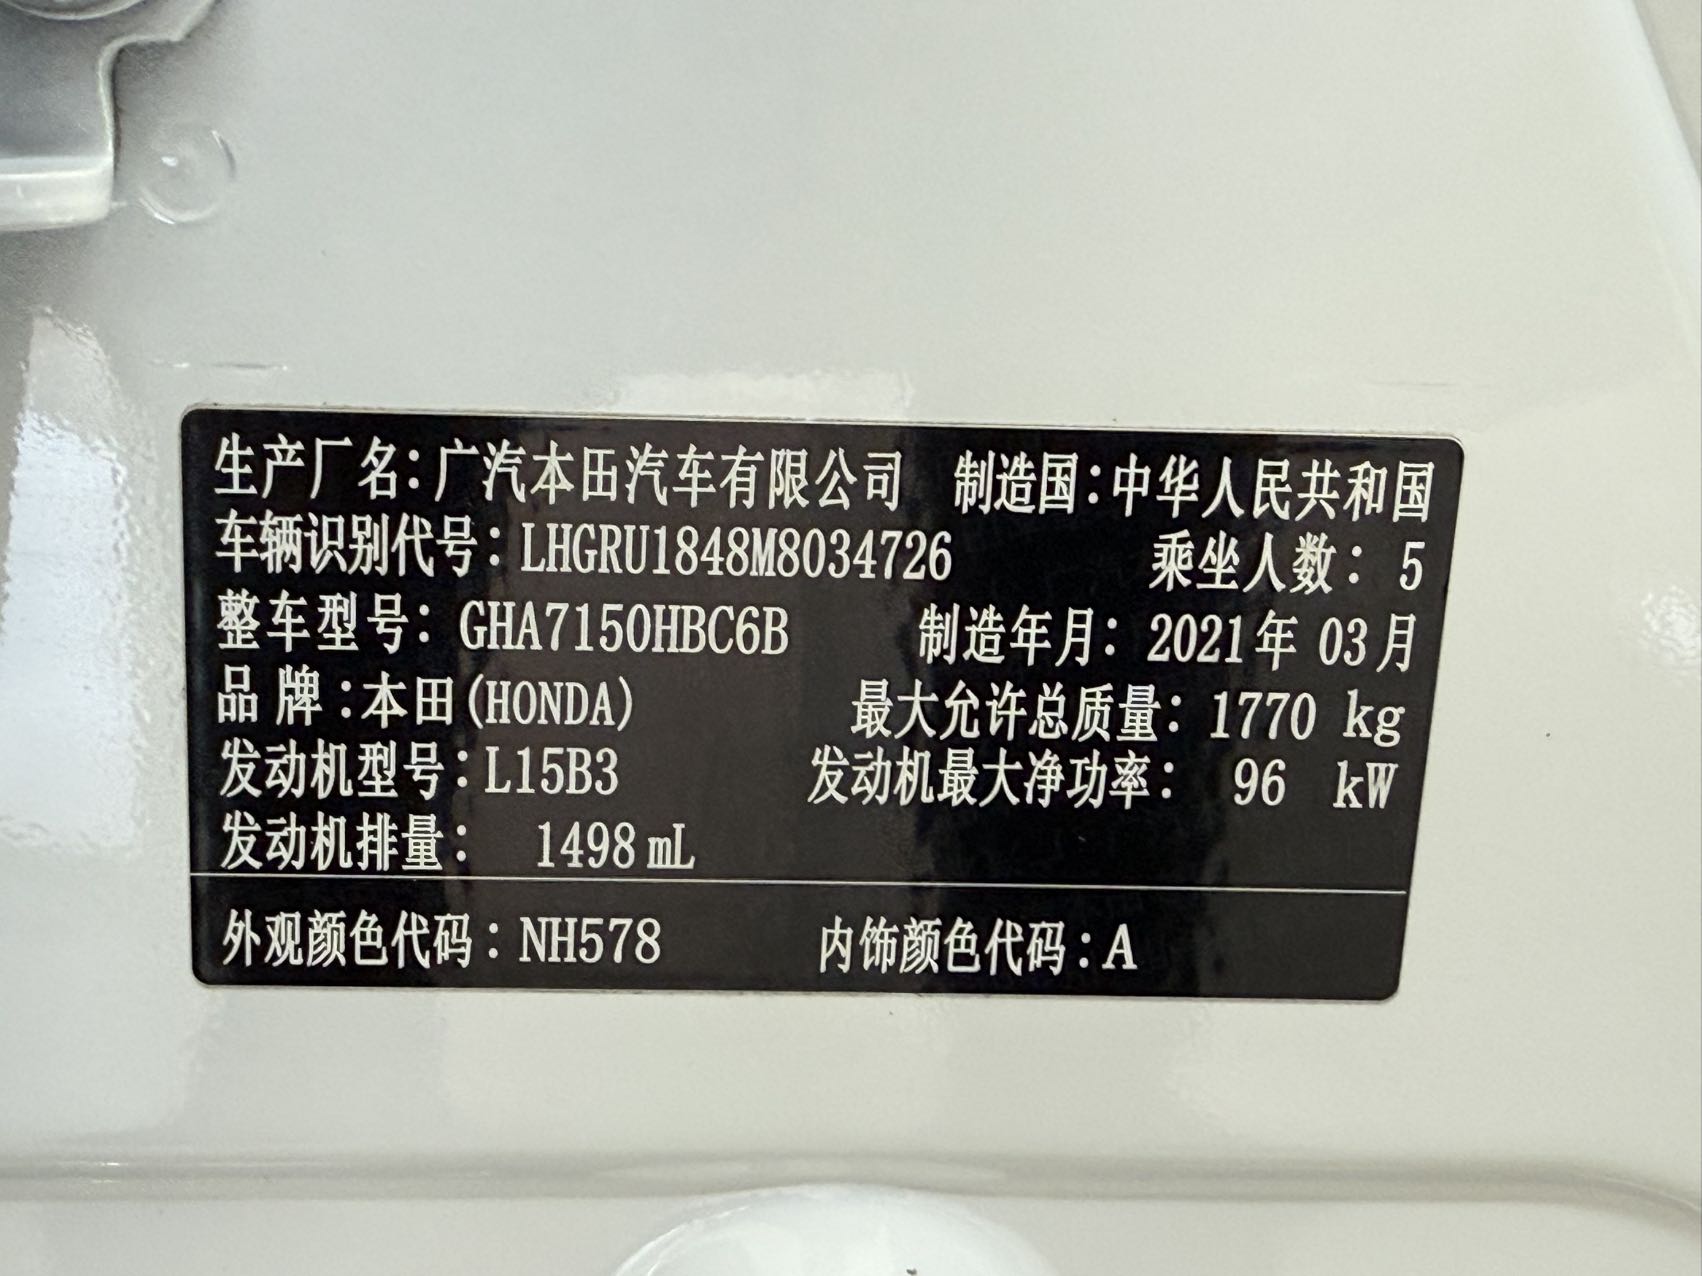 生产厂名:广汽本田汽车有限公司 制造国:中华人民共和国
车辆识别代号:LHGRU1848M8034726 乘坐人数: 5
整车型号: GHA7150HBC6B 制造年月: 2021年 03月
品 牌:本田(HONDA) 最大允许总质量: 1770 kg
发动机型号:L15B3 发动机最大净功率: 96 kW
发动机排量: 1498 mL
外观颜色代码:NH578 内饰颜色代码:A